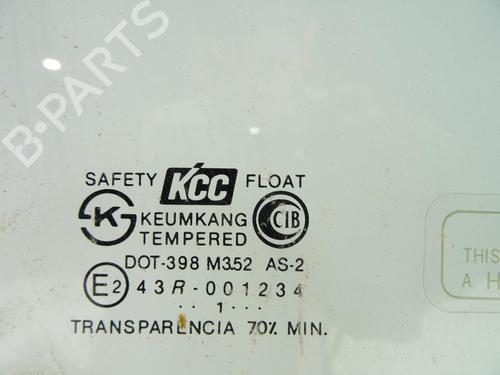 B-PARTS
SAFETY KCC FLOAT
KS KEUMKANG CIB
TEMPERED
DOT-398 M352 AS-2
E2 43R-001234
··1···
TRANSPARENCIA 70% MIN.
THIS
A H